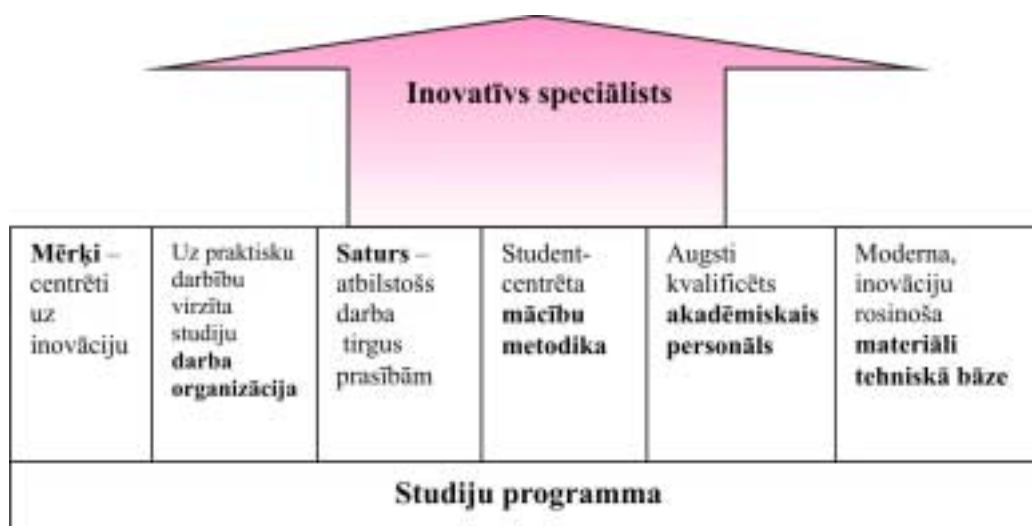 Inovatīvs speciālists
Mērķi –
centrēti
uz
inovāciju
Uz praktisku
darbību
virzīta
studiju
darba
organizācija
Saturs –
atbilstošs
darba
tirgus
prasībām
Student-
centrēta
mācību
metodika
Augsti
kvalificēts
akadēmiskais
personāls
Moderna,
inovāciju
rosinoša
materiāli
tehniskā bāze
Studiju programma